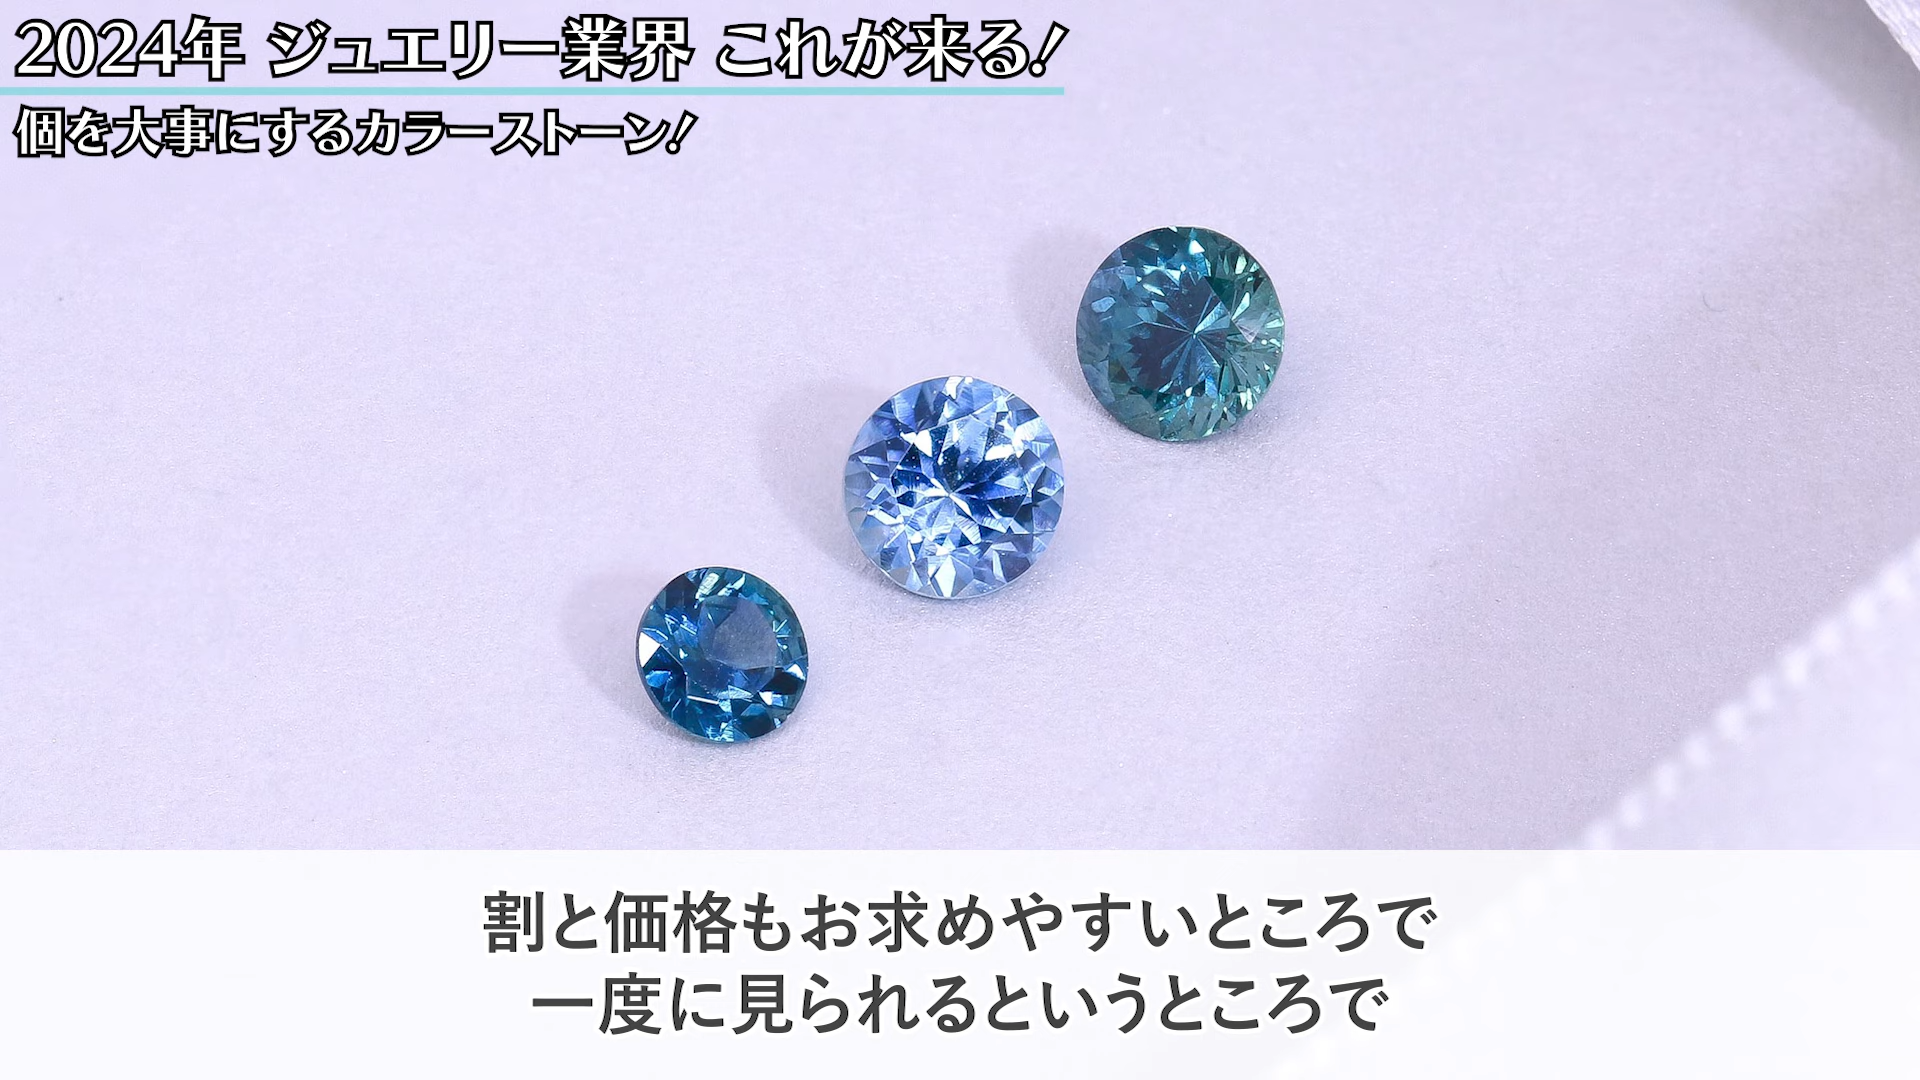 2024年 ジュエリー業界 これが来る!
個を大事にするカラーストーン!
割と価格もお求めやすいところで
一度に見られるというところで